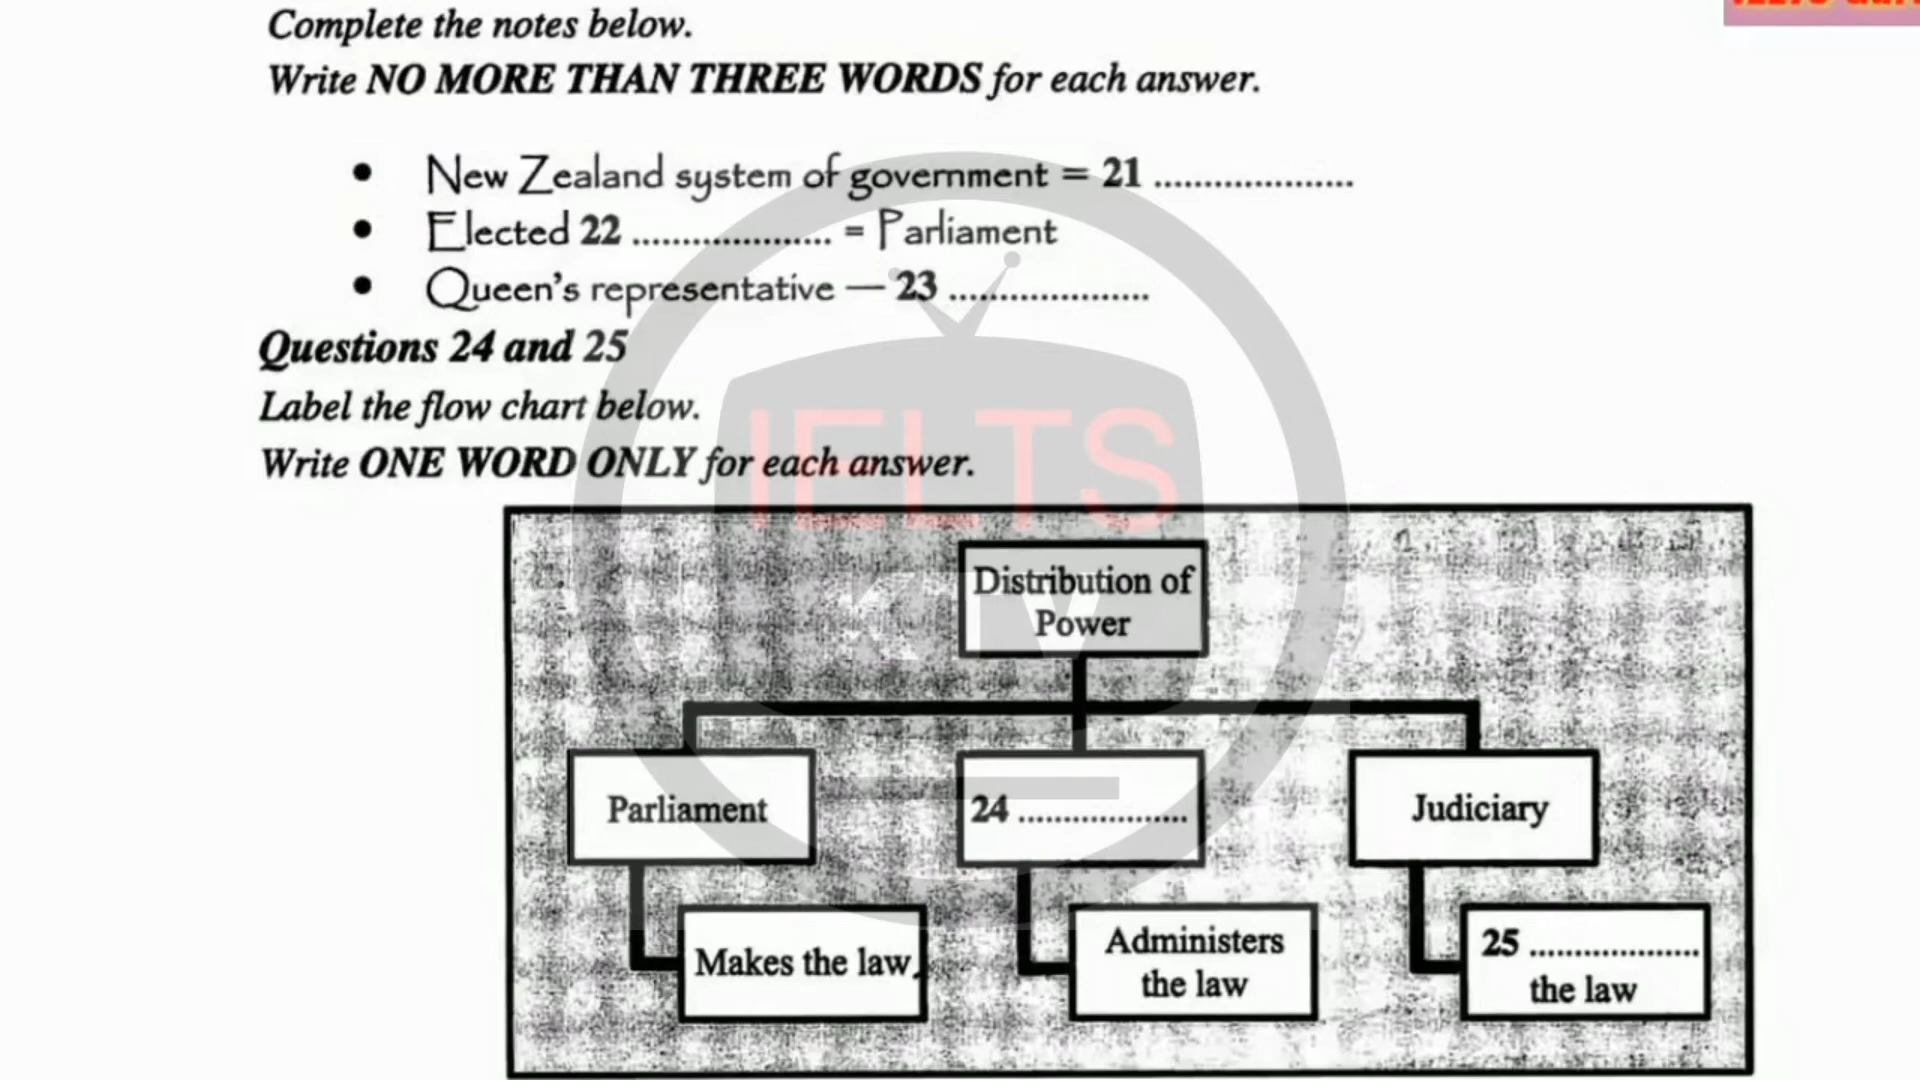 Complete the notes below.
Write NO MORE THAN THREE WORDS for each answer.
• New Zealand system of government = 21 ....................
• Elected 22 .................... = Parliament
• Queen's representative — 23 ....................
Questions 24 and 25
Label the flow chart below.
Write ONE WORD ONLY for each answer.
IELTS
Distribution of
Power
Parliament
24 .................
Judiciary
Makes the law
Administers
the law
25 .................
the law